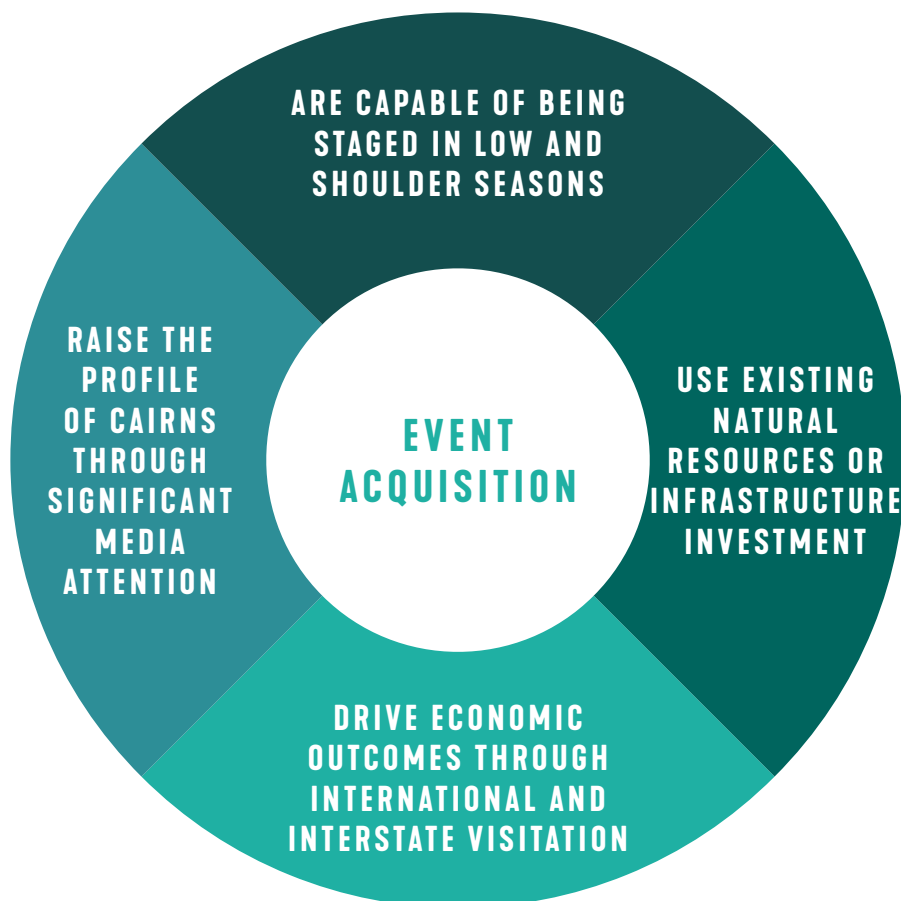 ARE CAPABLE OF BEING
STAGED IN LOW AND
SHOULDER SEASONS
RAISE THE
PROFILE
OF CAIRNS
THROUGH
SIGNIFICANT
MEDIA
ATTENTION
EVENT
ACQUISITION
USE EXISTING
NATURAL
RESOURCES OR
INFRASTRUCTURE
INVESTMENT
DRIVE ECONOMIC
OUTCOMES THROUGH
INTERNATIONAL AND
INTERSTATE VISITATION